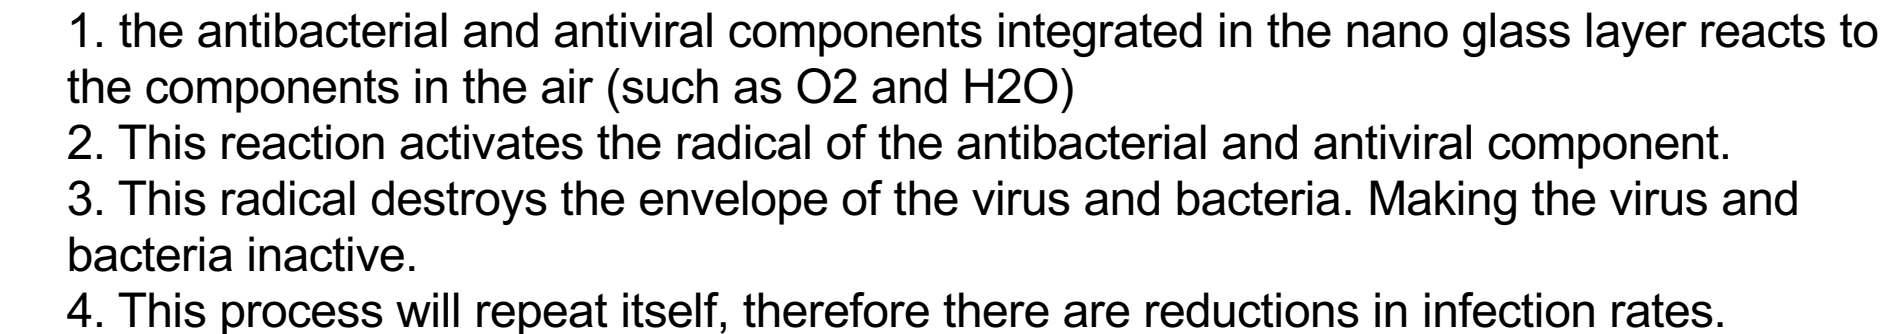 1. the antibacterial and antiviral components integrated in the nano glass layer reacts to
the components in the air (such as O2 and H2O)
2. This reaction activates the radical of the antibacterial and antiviral component.
3. This radical destroys the envelope of the virus and bacteria. Making the virus and
bacteria inactive.
4. This process will repeat itself, therefore there are reductions in infection rates.